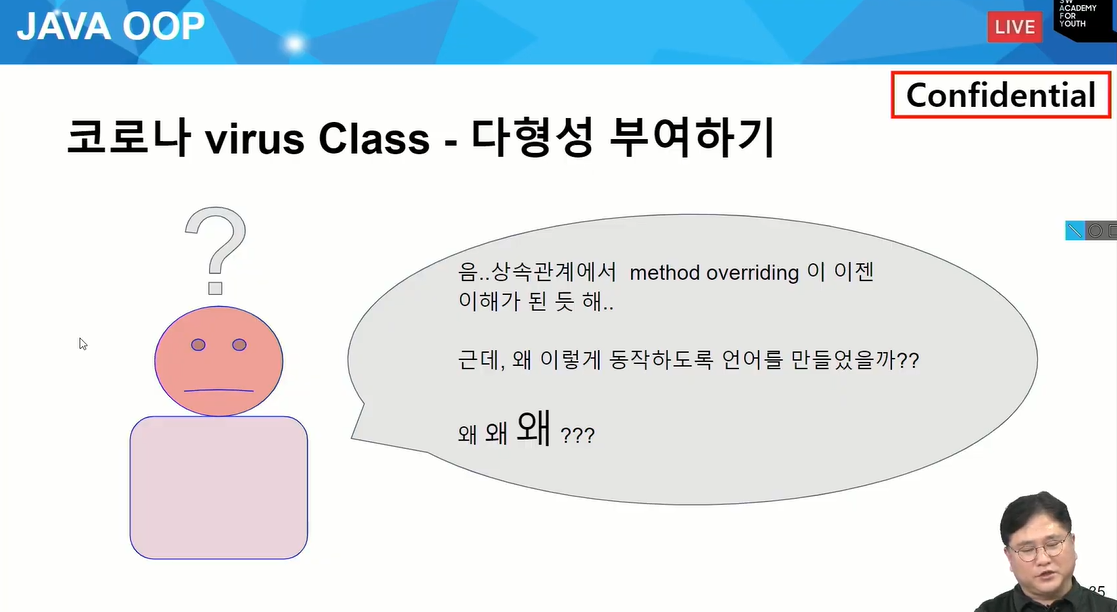 JAVA OOP
LIVE
SW
ACADEMY
FOR
YOUTH
Confidential
코로나 virus Class - 다형성 부여하기
?
음..상속관계에서 method overriding 이 이젠
이해가 된 듯 해..
근데, 왜 이렇게 동작하도록 언어를 만들었을까??
왜 왜 왜 ???